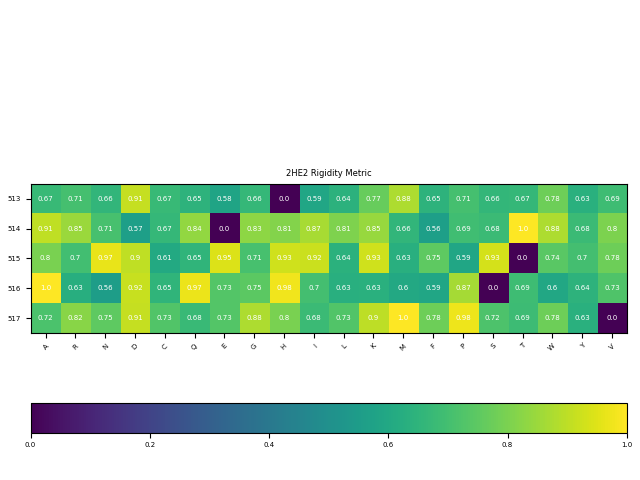 2HE2 Rigidity Metric
513 0.67 0.71 0.66 0.91 0.67 0.65 0.58 0.66 0.0 0.59 0.64 0.77 0.88 0.65 0.71 0.66 0.67 0.78 0.63 0.69
514 0.91 0.85 0.71 0.57 0.67 0.84 0.0 0.83 0.81 0.87 0.81 0.85 0.66 0.56 0.69 0.68 1.0 0.88 0.68 0.8
515 0.8 0.7 0.97 0.9 0.61 0.65 0.95 0.71 0.93 0.92 0.64 0.93 0.63 0.75 0.59 0.93 0.0 0.74 0.7 0.78
516 1.0 0.63 0.56 0.92 0.65 0.97 0.73 0.75 0.98 0.7 0.63 0.63 0.6 0.59 0.87 0.0 0.69 0.6 0.64 0.73
517 0.72 0.82 0.75 0.91 0.73 0.68 0.73 0.88 0.8 0.68 0.73 0.9 1.0 0.78 0.98 0.72 0.69 0.78 0.63 0.0
A R N D C Q E G H I L K M F P S T W Y V
0.0 0.2 0.4 0.6 0.8 1.0